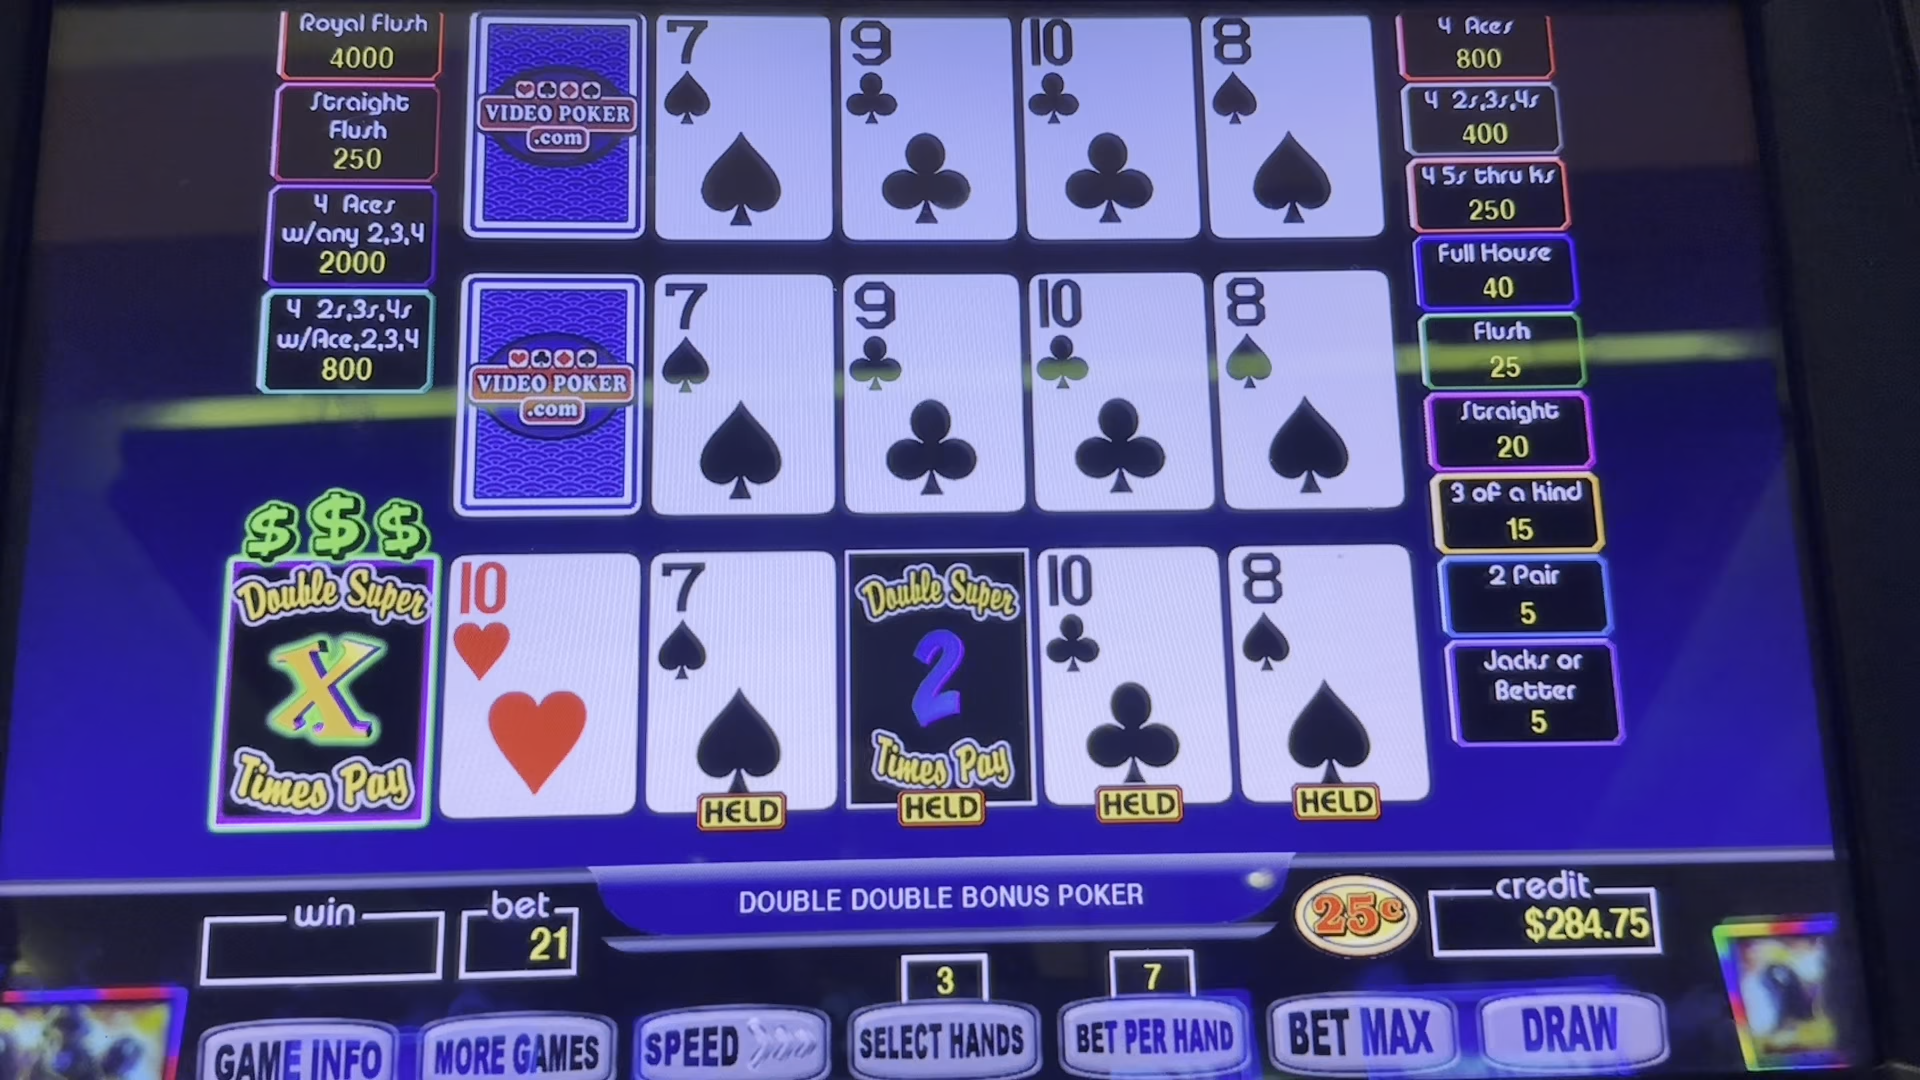 Royal Flush
4000
Straight
Flush
250
4 Aces
w/any 2,3,4
2000
4 2s,3s,4s
w/Ace,2,3,4
800
VIDEO POKER
.com
7
9
10
8
4 Aces
800
4 2s,3s,4s
400
4 5s thru Ks
250
Full House
40
Flush
25
Straight
20
3 of a kind
15
2 Pair
5
Jacks or
Better
5
VIDEO POKER
.com
7
9
10
8
$ $ $
Double Super
X
Times Pay
10
7
HELD
Double Super
2
Times Pay
HELD
10
HELD
8
HELD
win
bet
21
DOUBLE DOUBLE BONUS POKER
25¢
credit
$284.75
3
7
GAME INFO
MORE GAMES
SPEED
SELECT HANDS
BET PER HAND
BET MAX
DRAW